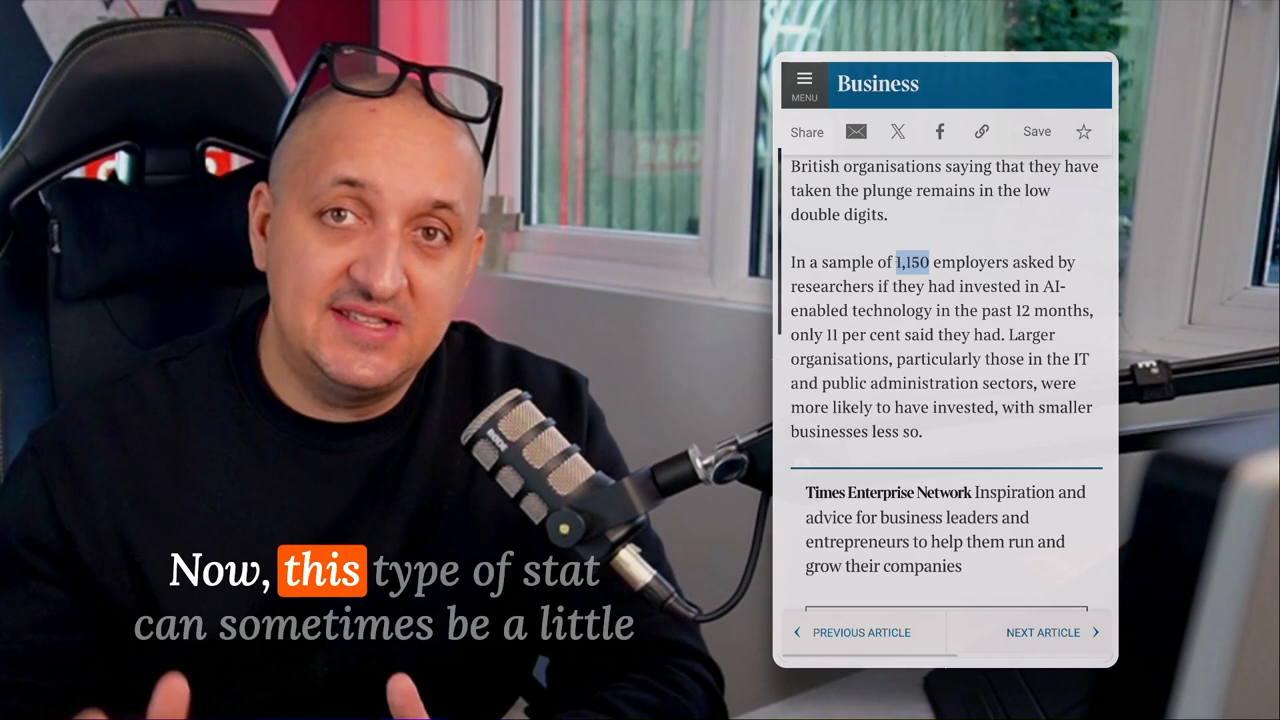 Business
MENU
Share
Save
British organisations saying that they have
taken the plunge remains in the low
double digits.
In a sample of 1,150 employers asked by
researchers if they had invested in AI-
enabled technology in the past 12 months,
only 11 per cent said they had. Larger
organisations, particularly those in the IT
and public administration sectors, were
more likely to have invested, with smaller
businesses less so.
Times Enterprise Network Inspiration and
advice for business leaders and
entrepreneurs to help them run and
grow their companies
PREVIOUS ARTICLE
NEXT ARTICLE
Now, this type of stat
can sometimes be a little